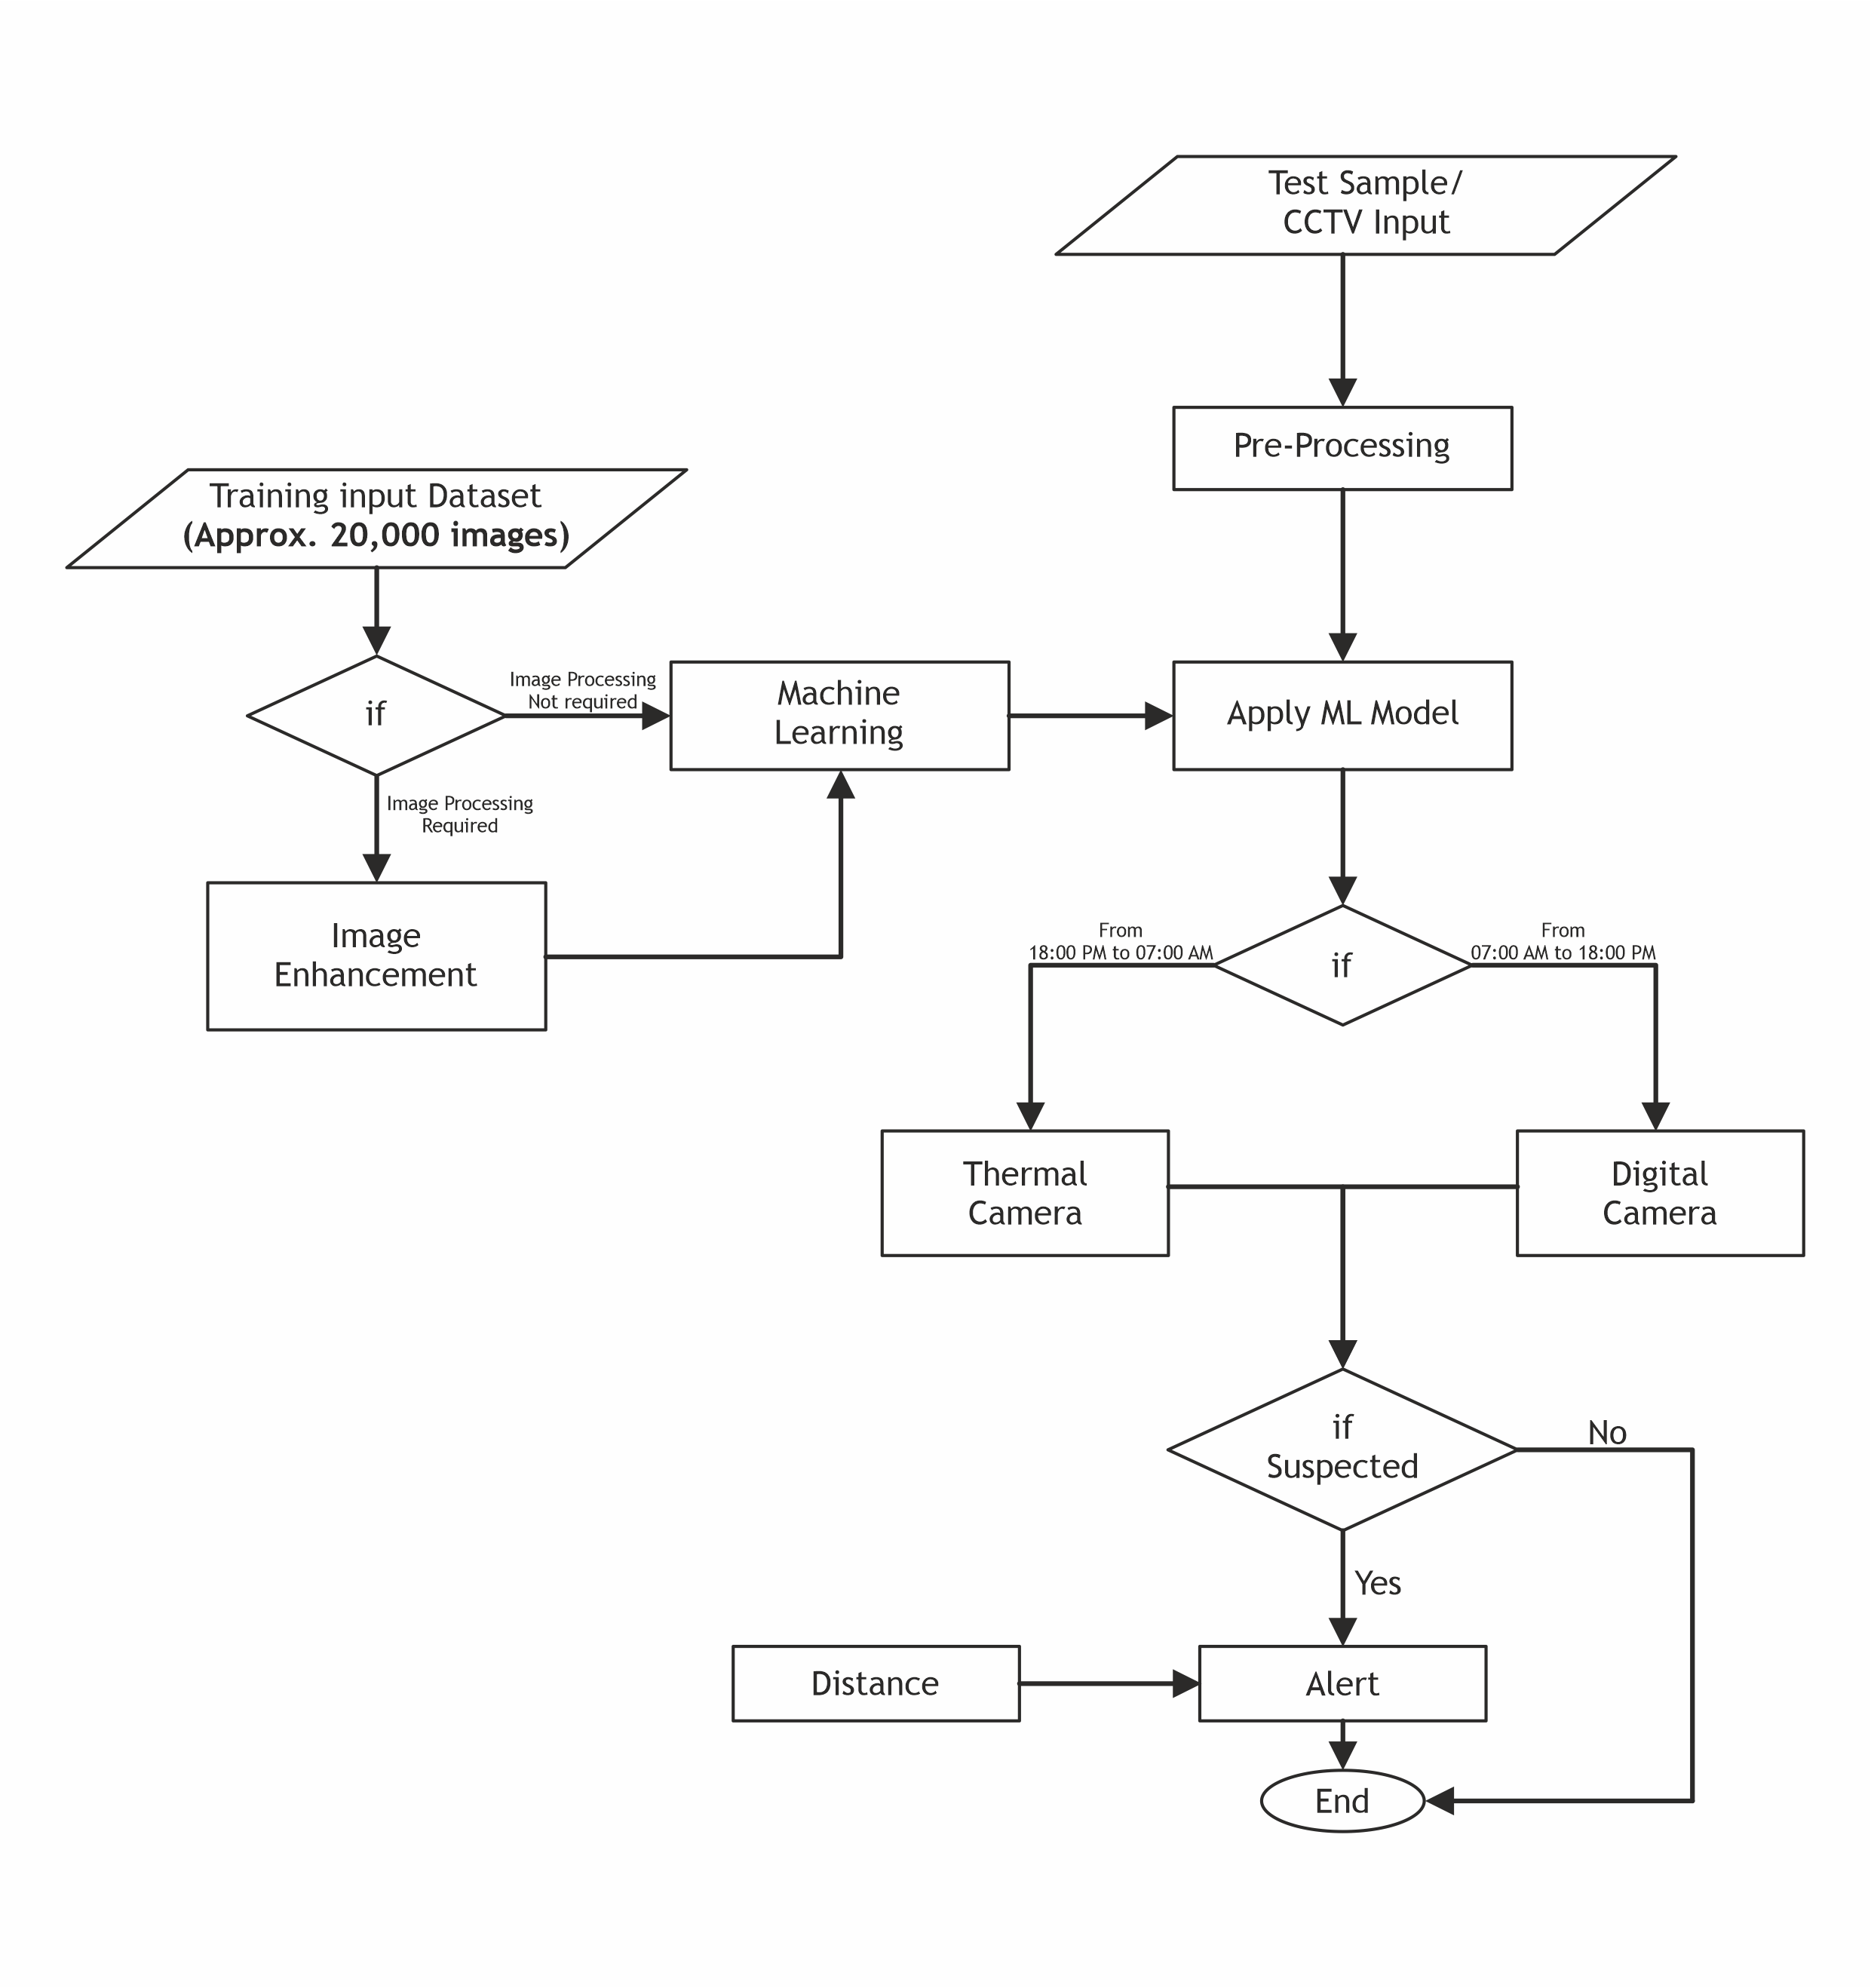 Test Sample/
CCTV Input
Pre-Processing
Training input Dataset
(Approx. 20,000 images)
if
Image Processing
Not required
Machine
Learning
Apply ML Model
Image Processing
Required
Image
Enhancement
From
18:00 PM to 07:00 AM
if
From
07:00 AM to 18:00 PM
Thermal
Camera
Digital
Camera
if
Suspected
No
Yes
Distance
Alert
End